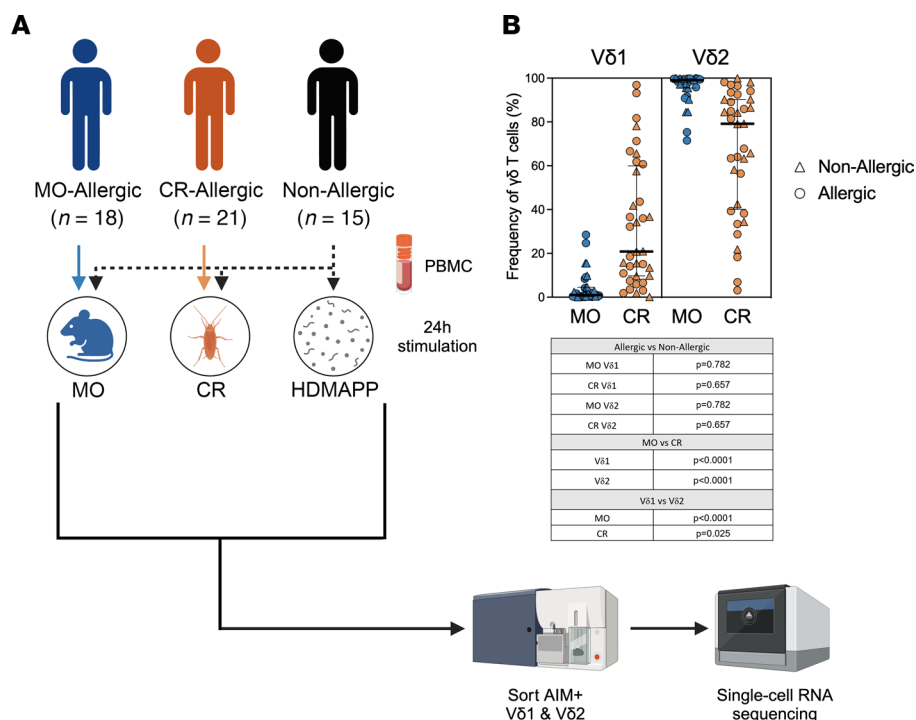 A
MO-Allergic
(n = 18)
CR-Allergic
(n = 21)
Non-Allergic
(n = 15)
PBMC
24h
stimulation
MO
CR
HDMAPP
B
Vδ1
Vδ2
Frequency of γδ T cells (%)
100
80
60
40
20
0
MO
CR
MO
CR
Non-Allergic
Allergic
Allergic vs Non-Allergic
MO Vδ1 p=0.782
CR Vδ1 p=0.657
MO Vδ2 p=0.782
CR Vδ2 p=0.657
MO vs CR
Vδ1 p<0.0001
Vδ2 p<0.0001
Vδ1 vs Vδ2
MO p<0.0001
CR p=0.025
Sort AIM+
Vδ1 & Vδ2
Single-cell RNA
sequencing